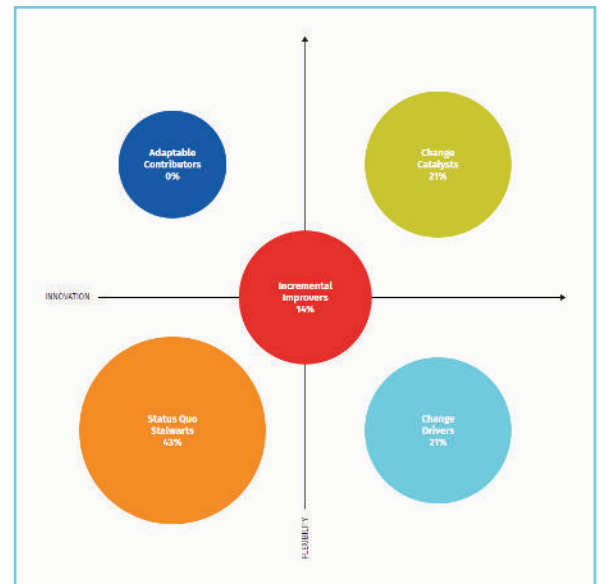 Adaptable
Contributors
0%
Change
Catalysts
21%
Incremental
Improvers
14%
INNOVATION
Status Quo
Stalwarts
43%
Change
Drivers
21%
FLEXIBILITY